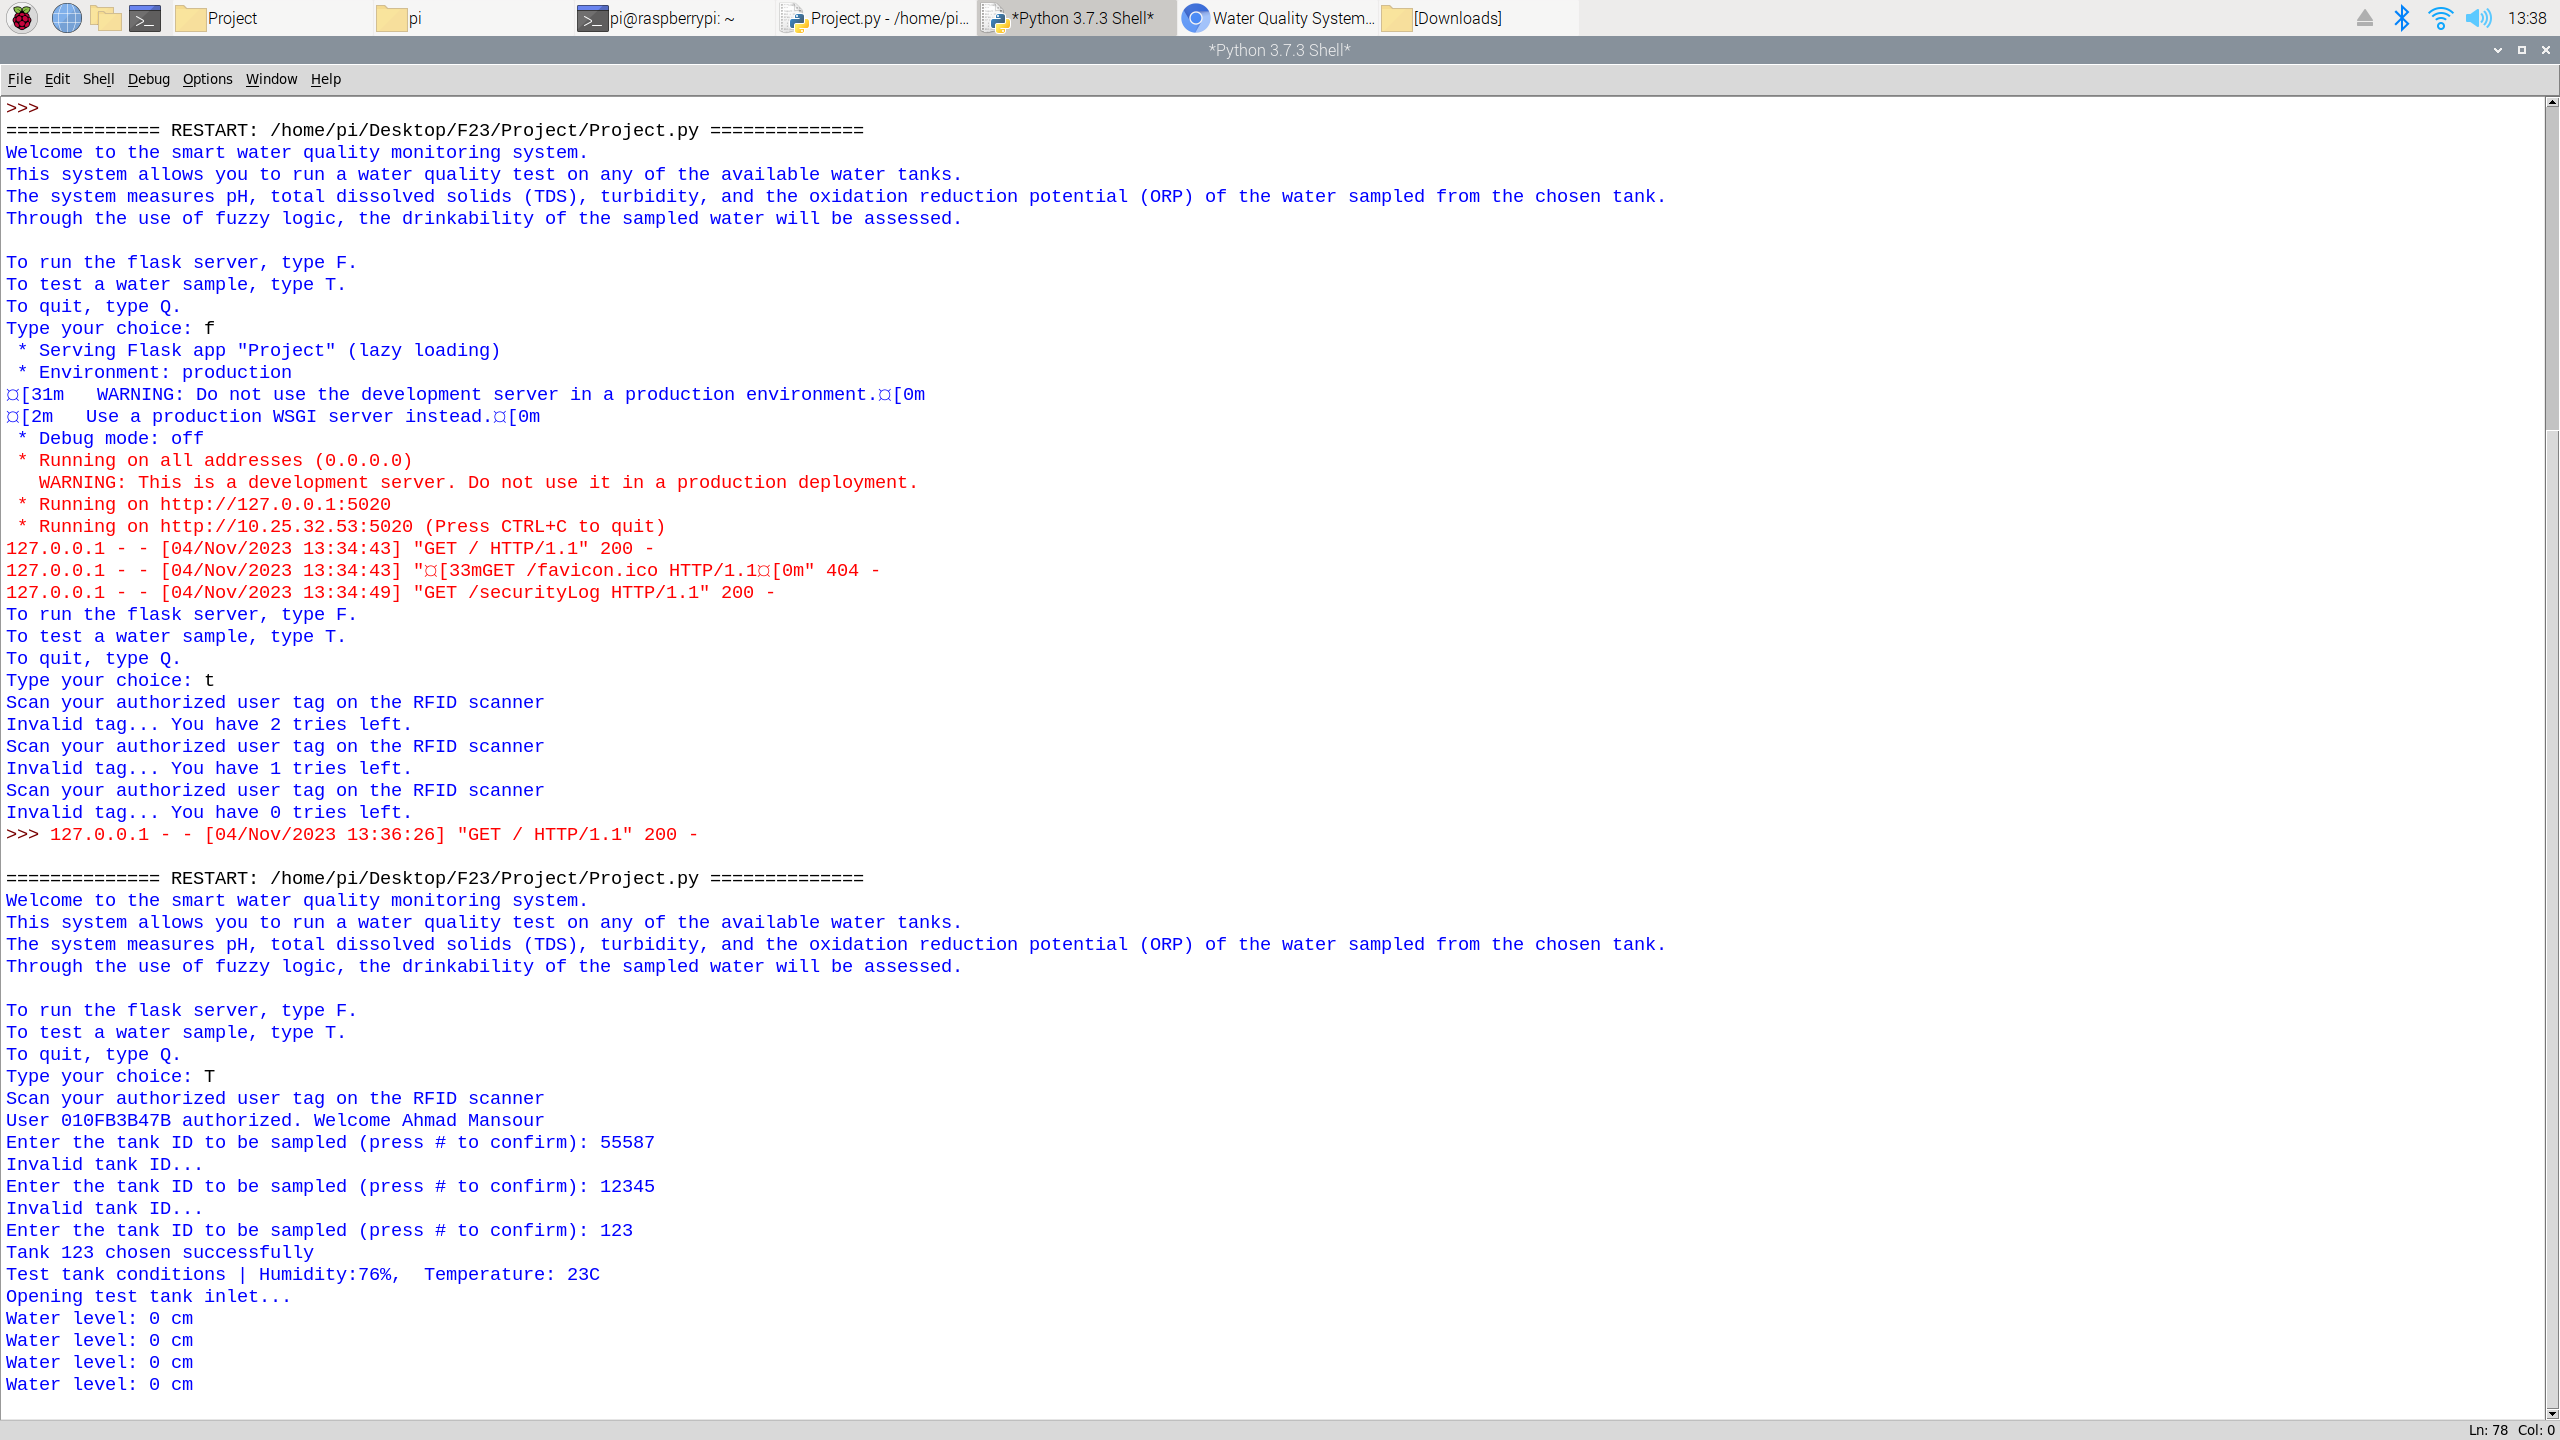 Project
pi
pi@raspberrypi: ~
Project.py - /home/pi...
*Python 3.7.3 Shell*
Water Quality System...
[Downloads]
13:38
*Python 3.7.3 Shell*
File Edit Shell Debug Options Window Help
>>>
============== RESTART: /home/pi/Desktop/F23/Project/Project.py ==============
Welcome to the smart water quality monitoring system.
This system allows you to run a water quality test on any of the available water tanks.
The system measures pH, total dissolved solids (TDS), turbidity, and the oxidation reduction potential (ORP) of the water sampled from the chosen tank.
Through the use of fuzzy logic, the drinkability of the sampled water will be assessed.
To run the flask server, type F.
To test a water sample, type T.
To quit, type Q.
Type your choice: f
 * Serving Flask app "Project" (lazy loading)
 * Environment: production
¤[31m   WARNING: Do not use the development server in a production environment.¤[0m
¤[2m   Use a production WSGI server instead.¤[0m
 * Debug mode: off
 * Running on all addresses (0.0.0.0)
   WARNING: This is a development server. Do not use it in a production deployment.
 * Running on http://127.0.0.1:5020
 * Running on http://10.25.32.53:5020 (Press CTRL+C to quit)
127.0.0.1 - - [04/Nov/2023 13:34:43] "GET / HTTP/1.1" 200 -
127.0.0.1 - - [04/Nov/2023 13:34:43] "¤[33mGET /favicon.ico HTTP/1.1¤[0m" 404 -
127.0.0.1 - - [04/Nov/2023 13:34:49] "GET /securityLog HTTP/1.1" 200 -
To run the flask server, type F.
To test a water sample, type T.
To quit, type Q.
Type your choice: t
Scan your authorized user tag on the RFID scanner
Invalid tag... You have 2 tries left.
Scan your authorized user tag on the RFID scanner
Invalid tag... You have 1 tries left.
Scan your authorized user tag on the RFID scanner
Invalid tag... You have 0 tries left.
>>> 127.0.0.1 - - [04/Nov/2023 13:36:26] "GET / HTTP/1.1" 200 -
============== RESTART: /home/pi/Desktop/F23/Project/Project.py ==============
Welcome to the smart water quality monitoring system.
This system allows you to run a water quality test on any of the available water tanks.
The system measures pH, total dissolved solids (TDS), turbidity, and the oxidation reduction potential (ORP) of the water sampled from the chosen tank.
Through the use of fuzzy logic, the drinkability of the sampled water will be assessed.
To run the flask server, type F.
To test a water sample, type T.
To quit, type Q.
Type your choice: T
Scan your authorized user tag on the RFID scanner
User 010FB3B47B authorized. Welcome Ahmad Mansour
Enter the tank ID to be sampled (press # to confirm): 55587
Invalid tank ID...
Enter the tank ID to be sampled (press # to confirm): 12345
Invalid tank ID...
Enter the tank ID to be sampled (press # to confirm): 123
Tank 123 chosen successfully
Test tank conditions | Humidity:76%,  Temperature: 23C
Opening test tank inlet...
Water level: 0 cm
Water level: 0 cm
Water level: 0 cm
Water level: 0 cm
Ln: 78 Col: 0